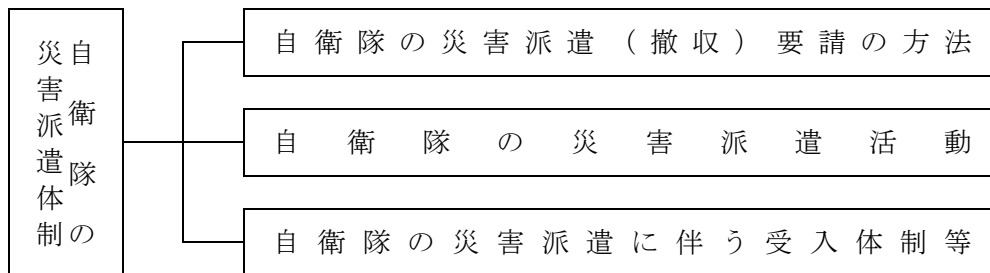 自衛隊の
災害派遣体制
自衛隊の災害派遣（撤収）要請の方法
自衛隊の災害派遣活動
自衛隊の災害派遣に伴う受入体制等